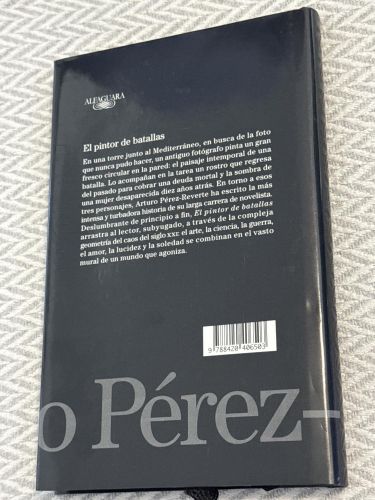 ALFAGUARA
El pintor de batallas
En una torre junto al Mediterráneo, en busca de la foto
que nunca pudo hacer, un antiguo fotógrafo pinta un gran
fresco circular en la pared: el paisaje intemporal de una
batalla. Lo acompañan en la tarea un rostro que regresa
del pasado para cobrar una deuda mortal y la sombra de
una mujer desaparecida diez años atrás. En torno a esos
tres personajes, Arturo Pérez-Reverte ha escrito la más
intensa y turbadora historia de su larga carrera de novelista.
Deslumbrante de principio a fin, El pintor de batallas
arrastra al lector, subyugado, a través de la compleja
geometría del caos del siglo XXI: el arte, la ciencia, la guerra,
el amor, la lucidez y la soledad se combinan en el vasto
mural de un mundo que agoniza.
9 788420 406503
o Pérez-